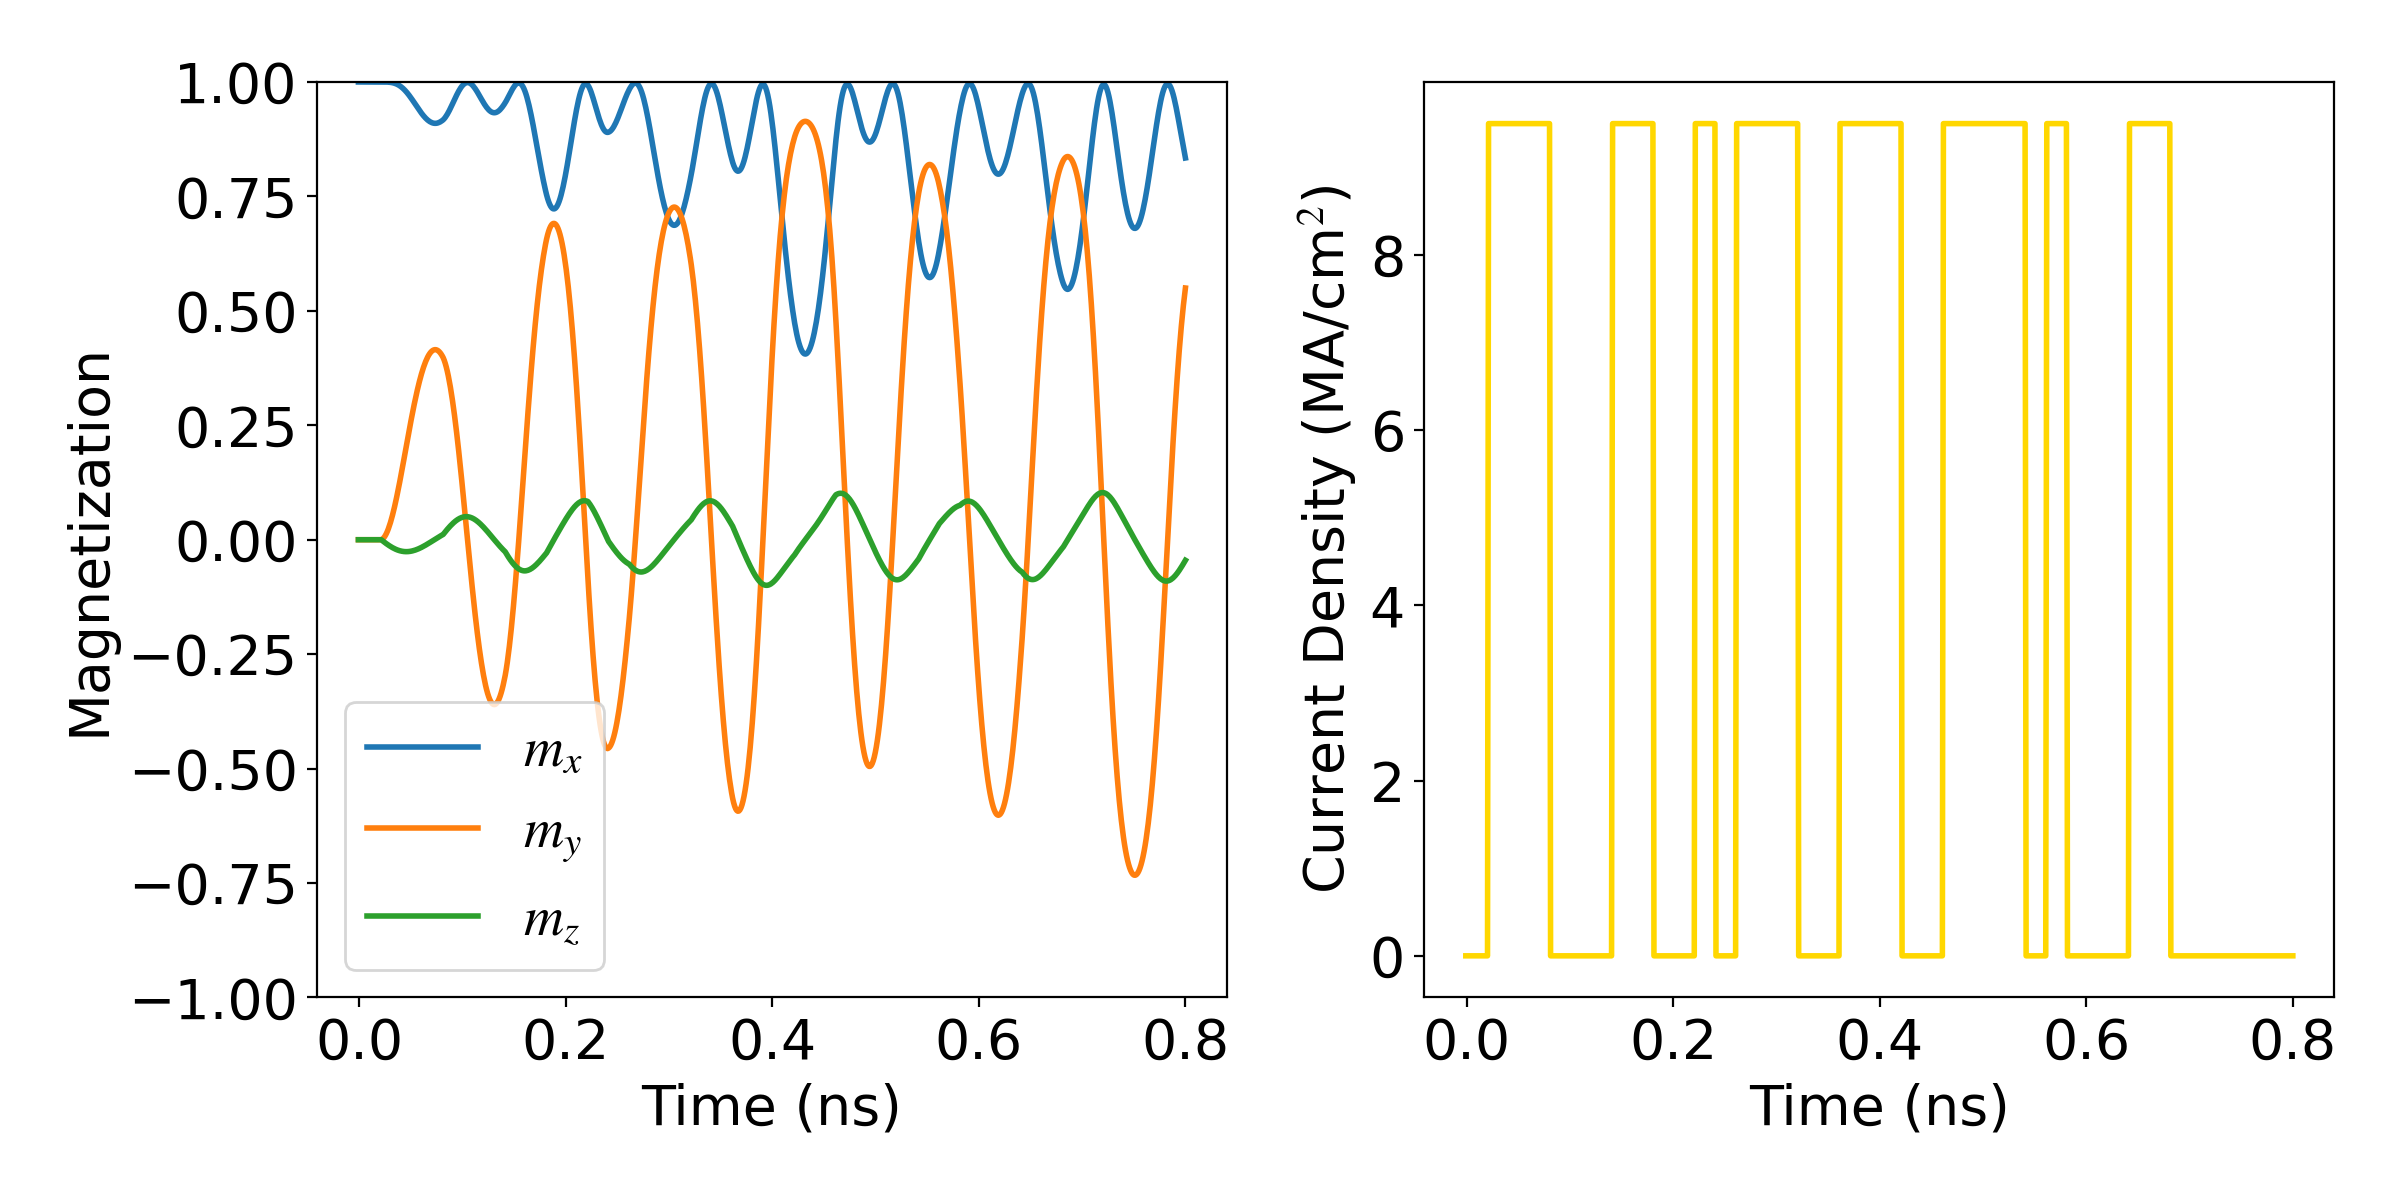 1.00
0.75
0.50
0.25
0.00
−0.25
−0.50
−0.75
−1.00
Magnetization
m_x
m_y
m_z
0.0 0.2 0.4 0.6 0.8
Time (ns)
8
6
4
2
0
Current Density (MA/cm²)
0.0 0.2 0.4 0.6 0.8
Time (ns)